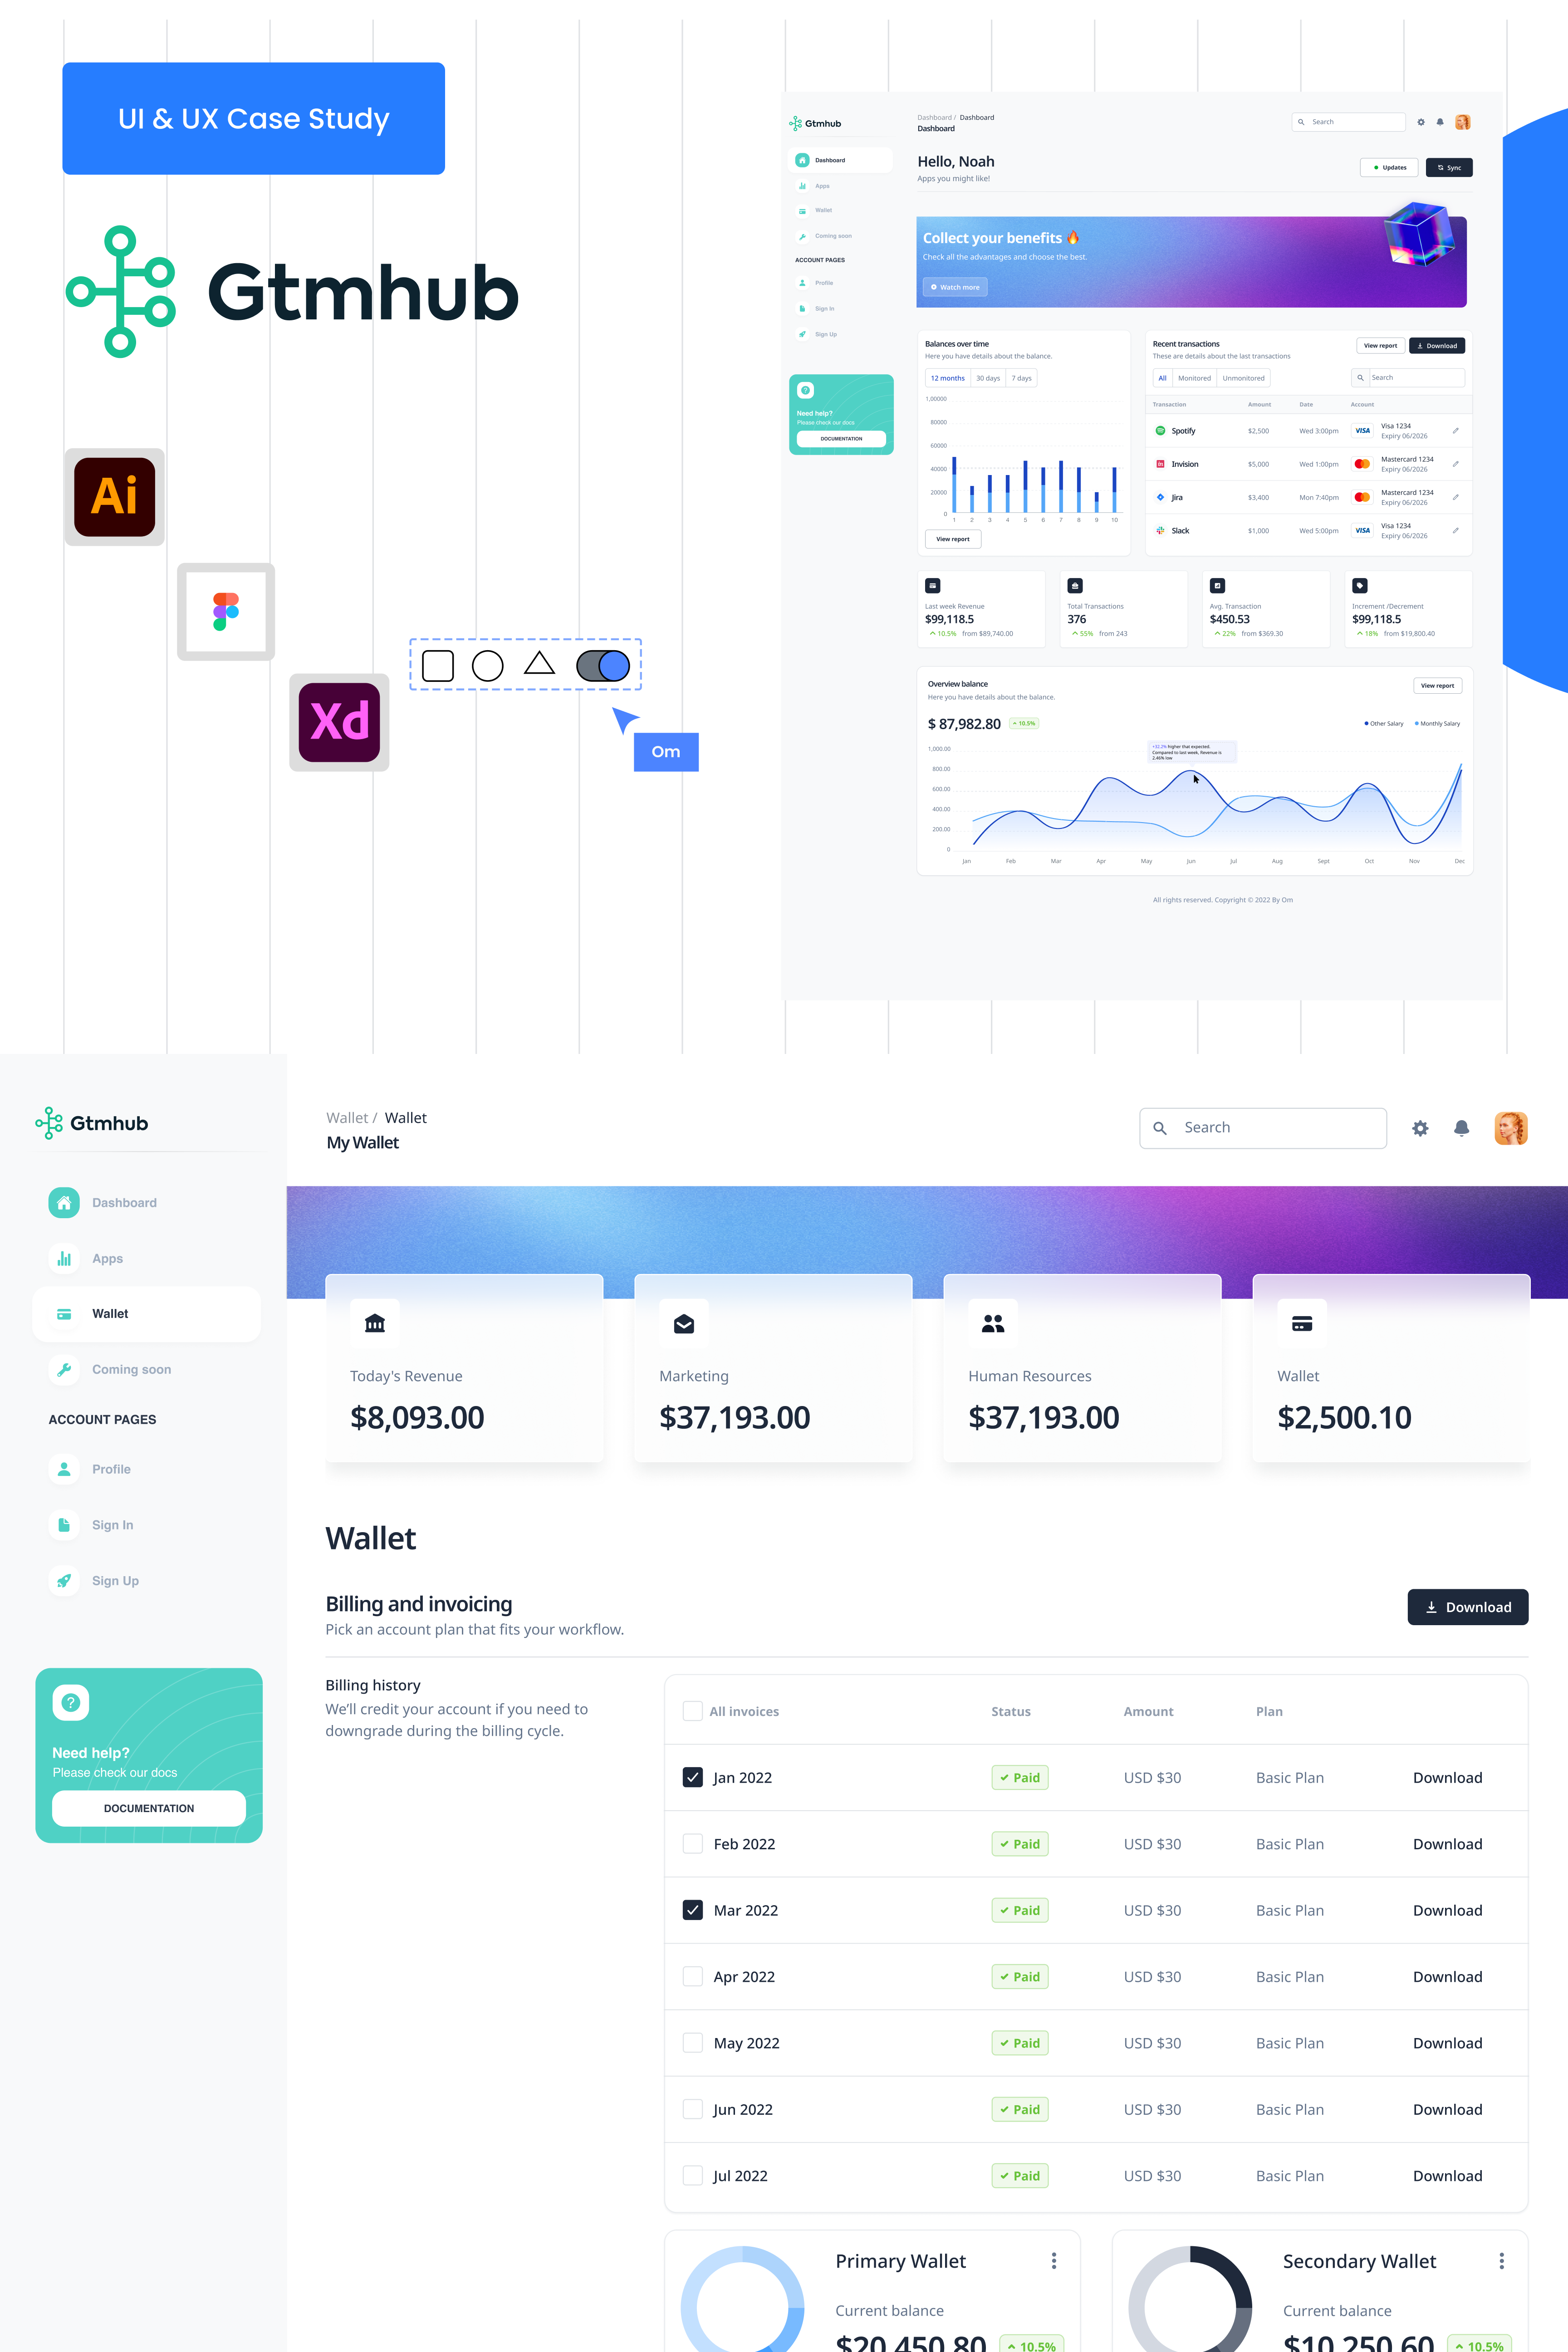 UI & UX Case Study
Gtmhub
Ai
Xd
Om
Gtmhub
Dashboard
Apps
Wallet
Coming soon
ACCOUNT PAGES
Profile
Sign In
Sign Up
?
Need help?
Please check our docs
DOCUMENTATION
Dashboard / Dashboard
Dashboard
Search
Hello, Noah
Apps you might like!
Updates
Sync
Collect your benefits 🔥
Check all the advantages and choose the best.
Watch more
Balances over time
Here you have details about the balance.
12 months 30 days 7 days
1,00000
80000
60000
40000
20000
0
1 2 3 4 5 6 7 8 9 10
View report
Recent transactions
These are details about the last transactions
View report
Download
All Monitored Unmonitored
Search
Transaction Amount Date Account
Spotify $2,500 Wed 3:00pm VISA Visa 1234
Expiry 06/2026
Invision $5,000 Wed 1:00pm Mastercard 1234
Expiry 06/2026
Jira $3,400 Mon 7:40pm Mastercard 1234
Expiry 06/2026
Slack $1,000 Wed 5:00pm VISA Visa 1234
Expiry 06/2026
Last week Revenue
$99,118.5
10.5% from $89,740.00
Total Transactions
376
55% from 243
Avg. Transaction
$450.53
22% from $369.30
Increment /Decrement
$99,118.5
18% from $19,800.40
Overview balance
Here you have details about the balance.
View report
$ 87,982.80 10.5%
Other Salary Monthly Salary
+32.2% higher that expected.
Compared to last week, Revenue is
2.46% low
1,000.00
800.00
600.00
400.00
200.00
0
Jan Feb Mar Apr May Jun Jul Aug Sept Oct Nov Dec
All rights reserved. Copyright © 2022 By Om
Gtmhub
Dashboard
Apps
Wallet
Coming soon
ACCOUNT PAGES
Profile
Sign In
Sign Up
?
Need help?
Please check our docs
DOCUMENTATION
Wallet / Wallet
My Wallet
Search
Today's Revenue
$8,093.00
Marketing
$37,193.00
Human Resources
$37,193.00
Wallet
$2,500.10
Wallet
Billing and invoicing
Pick an account plan that fits your workflow.
Download
Billing history
We'll credit your account if you need to
downgrade during the billing cycle.
All invoices Status Amount Plan
Jan 2022 Paid USD $30 Basic Plan Download
Feb 2022 Paid USD $30 Basic Plan Download
Mar 2022 Paid USD $30 Basic Plan Download
Apr 2022 Paid USD $30 Basic Plan Download
May 2022 Paid USD $30 Basic Plan Download
Jun 2022 Paid USD $30 Basic Plan Download
Jul 2022 Paid USD $30 Basic Plan Download
Primary Wallet
Current balance
$20,450.80 10.5%
Secondary Wallet
Current balance
$10,250.60 10.5%